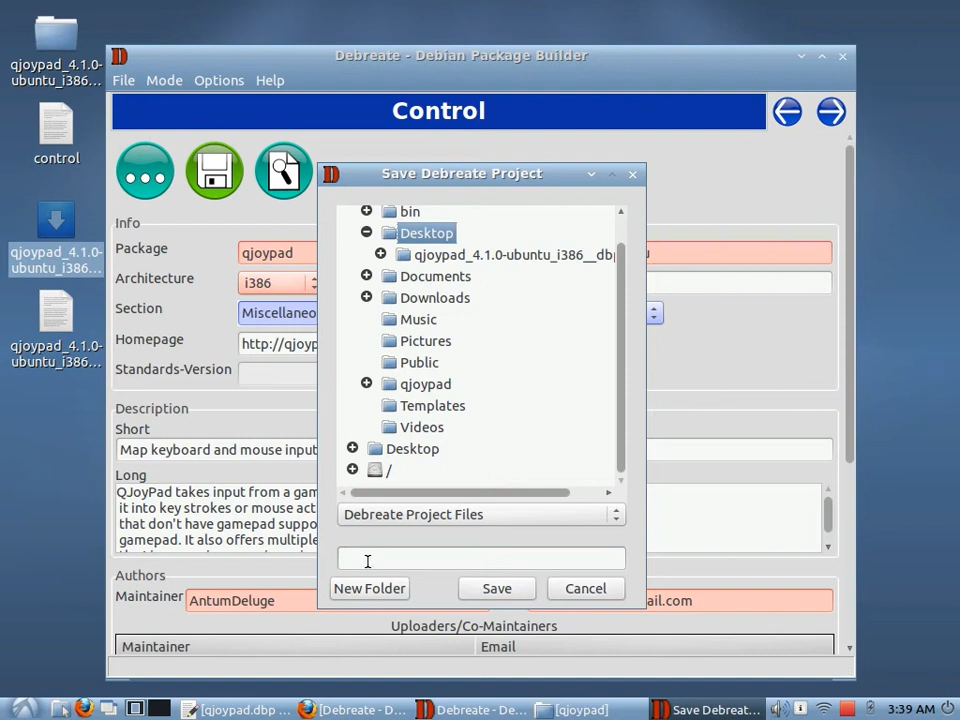 qjoypad_4.1.0-
ubuntu_i386...
control
qjoypad_4.1.0-
ubuntu_i386...
qjoypad_4.1.0-
ubuntu_i386...
Debreate - Debian Package Builder
File Mode Options Help
Control
Info
Package
qjoypad
Architecture
i386
Section
Miscellaneo
Homepage
http://qjoyp
Standards-Version
Description
Short
Map keyboard and mouse input
Long
QJoyPad takes input from a gam
it into key strokes or mouse act
that don't have gamepad suppo
gamepad. It also offers multiple
Authors
Maintainer
AntumDeluge
ail.com
Uploaders/Co-Maintainers
Maintainer Email
Save Debreate Project
bin
Desktop
qjoypad_4.1.0-ubuntu_i386__dbp
Documents
Downloads
Music
Pictures
Public
qjoypad
Templates
Videos
Desktop
/
Debreate Project Files
New Folder Save Cancel
[qjoypad.dbp ... [Debreate - D... Debreate - De... [qjoypad] Save Debreat... 3:39 AM